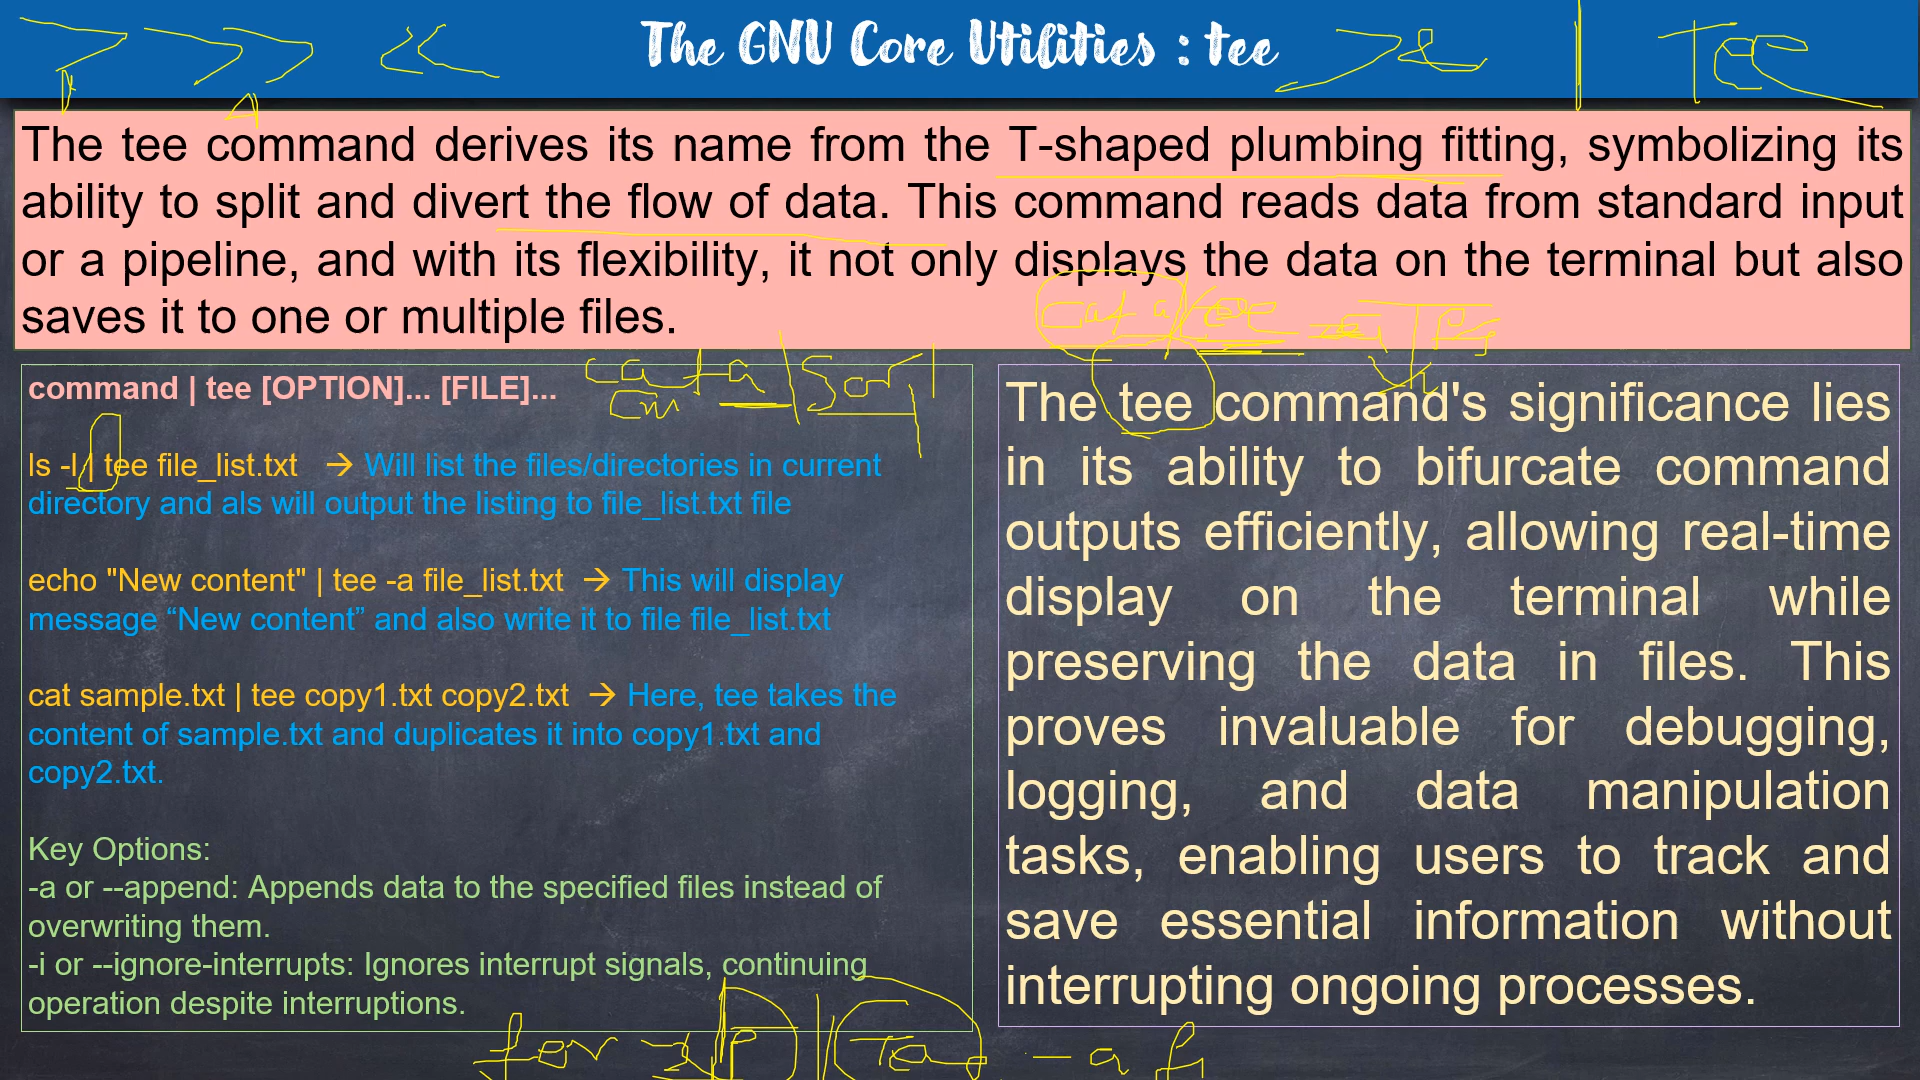 > >> << The GNU Core Utilities : tee | Tee
The tee command derives its name from the T-shaped plumbing fitting, symbolizing its
ability to split and divert the flow of data. This command reads data from standard input
or a pipeline, and with its flexibility, it not only displays the data on the terminal but also
saves it to one or multiple files.
cat a | tee
cat a | Sort |
command | tee [OPTION]... [FILE]...
ls -l | tee file_list.txt → Will list the files/directories in current
directory and als will output the listing to file_list.txt file
echo "New content" | tee -a file_list.txt → This will display
message “New content” and also write it to file file_list.txt
cat sample.txt | tee copy1.txt copy2.txt → Here, tee takes the
content of sample.txt and duplicates it into copy1.txt and
copy2.txt.
Key Options:
-a or --append: Appends data to the specified files instead of
overwriting them.
-i or --ignore-interrupts: Ignores interrupt signals, continuing
operation despite interruptions.
The tee command's significance lies
in its ability to bifurcate command
outputs efficiently, allowing real-time
display on the terminal while
preserving the data in files. This
proves invaluable for debugging,
logging, and data manipulation
tasks, enabling users to track and
save essential information without
interrupting ongoing processes.
for
- a